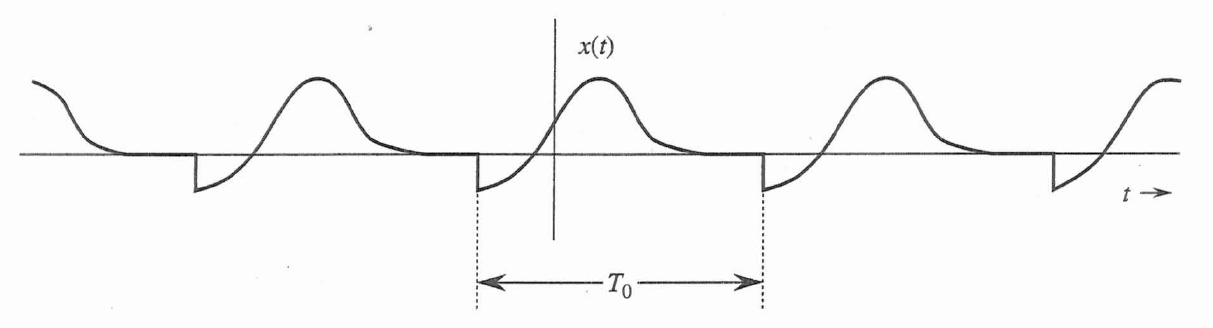 x(t)
t →
T₀